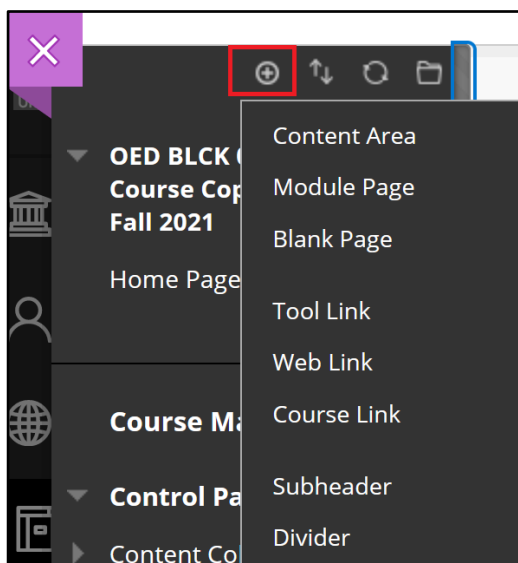 OED BLCK
Course Cop
Fall 2021
Home Page
Course Ma
Control Pa
Content Col
Content Area
Module Page
Blank Page
Tool Link
Web Link
Course Link
Subheader
Divider